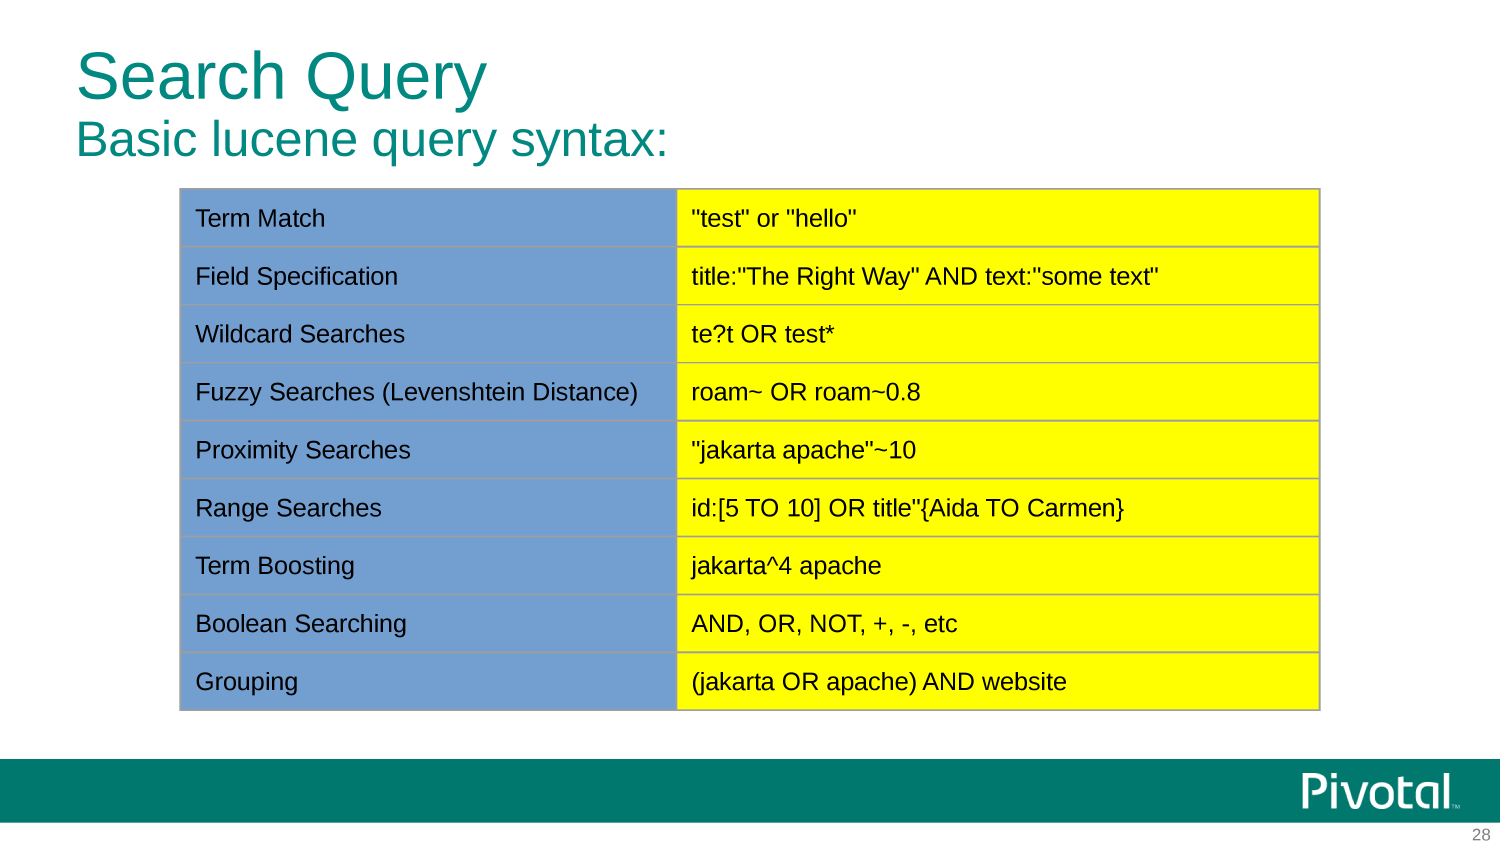 Search Query
Basic lucene query syntax:
Term Match "test" or "hello"
Field Specification title:"The Right Way" AND text:"some text"
Wildcard Searches te?t OR test*
Fuzzy Searches (Levenshtein Distance) roam~ OR roam~0.8
Proximity Searches "jakarta apache"~10
Range Searches id:[5 TO 10] OR title"{Aida TO Carmen}
Term Boosting jakarta^4 apache
Boolean Searching AND, OR, NOT, +, -, etc
Grouping (jakarta OR apache) AND website
Pivotal™
28